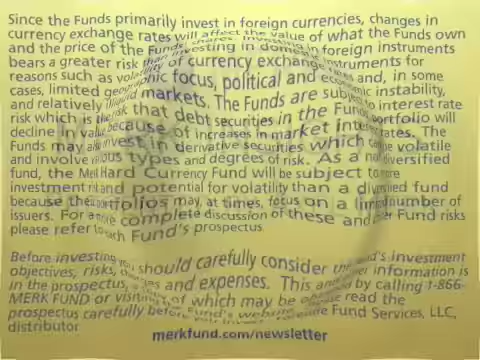 Since the Funds primarily invest in foreign currencies, changes in
currency exchange rates will affect the value of what the Funds own
and the price of the Funds' shares. Investing in foreign instruments
bears a greater risk than investing in domestic instruments for
reasons such as volatility of currency exchange rates and, in some
cases, limited geographic focus, political and economic instability,
and relatively illiquid markets. The Funds are subject to interest rate
risk which is the risk that debt securities in the Funds' portfolio will
decline in value because of increases in market interest rates. The
Funds may also invest in derivative securities which can be volatile
and involve various types and degrees of risk. As a non-diversified
fund, the Merk Hard Currency Fund will be subject to more
investment risk and potential for volatility than a diversified fund
because their portfolios may, at times, focus on a limited number of
issuers. For a more complete discussion of these and other Fund risks
please refer to each Fund's prospectus.
Before investing you should carefully consider the Fund's investment
objectives, risks, charges and expenses. This and other information is
in the prospectus, a of which may be by calling 1-866-
MERK FUND or visiting Fund's website. Please read the
prospectus carefully before you invest. Fund Services, LLC,
distributor.
merkfund.com/newsletter